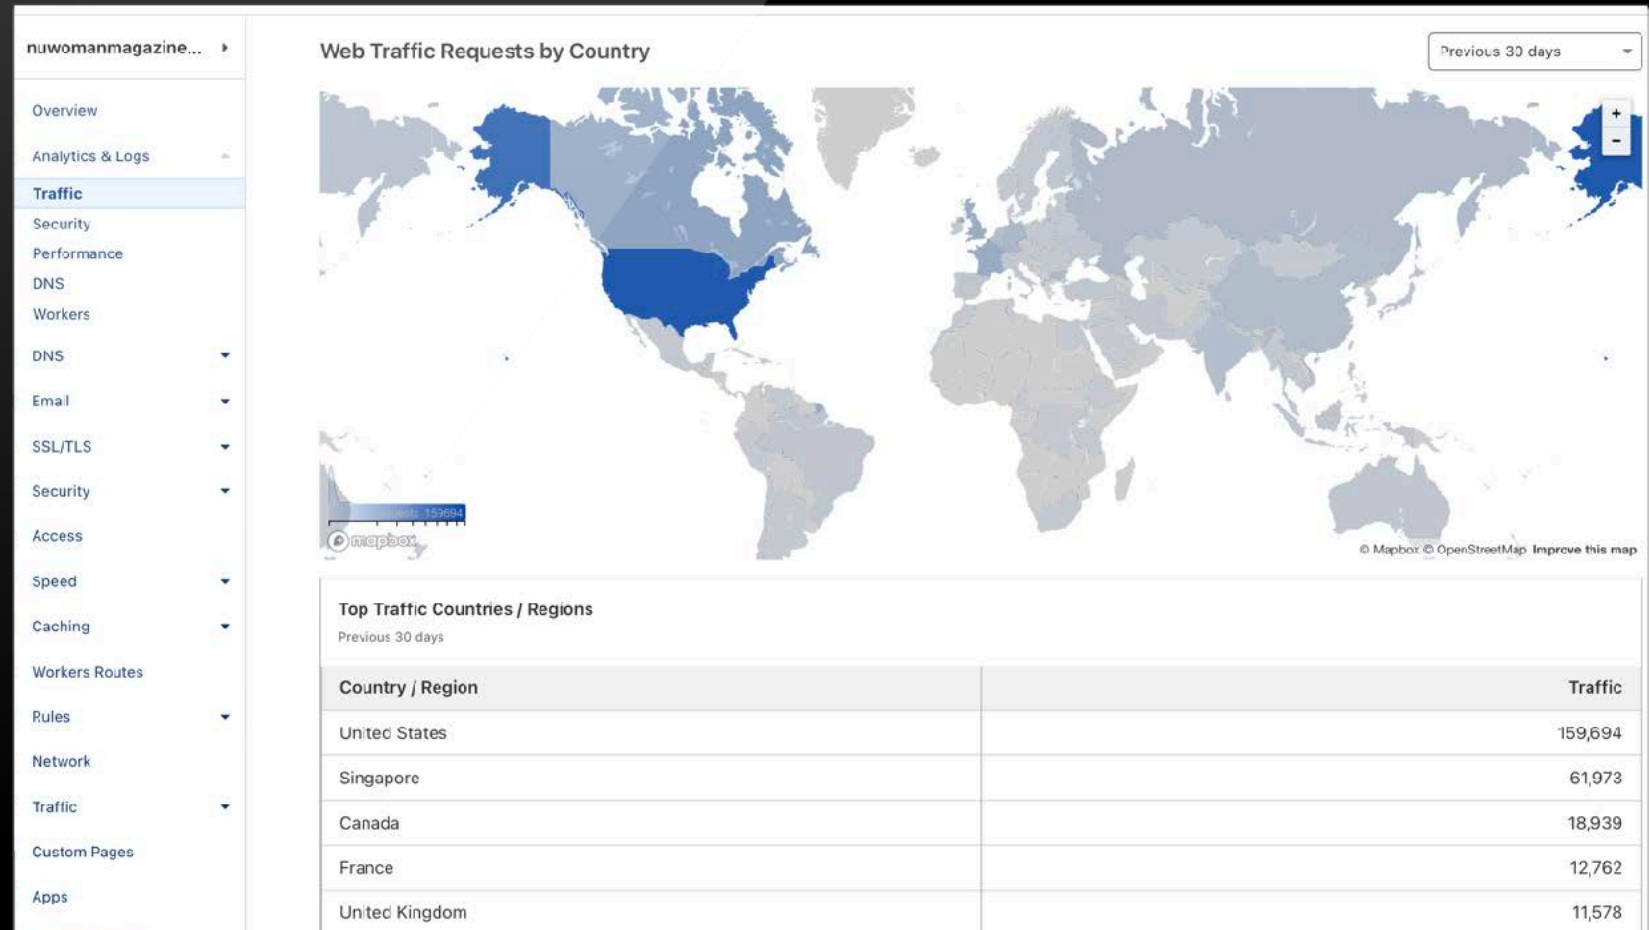 nuwomanmagazine...
Overview
Analytics & Logs
Traffic
Security
Performance
DNS
Workers
DNS
Email
SSL/TLS
Security
Access
Speed
Caching
Workers Routes
Rules
Network
Traffic
Custom Pages
Apps
Web Traffic Requests by Country
Previous 30 days
+
-
159694
mapbox
© Mapbox © OpenStreetMap Improve this map
Top Traffic Countries / Regions
Previous 30 days
Country / Region Traffic
United States 159,694
Singapore 61,973
Canada 18,939
France 12,762
United Kingdom 11,578